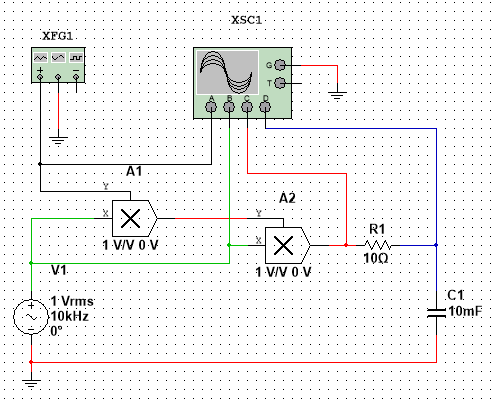 XSC1
XFG1
G
T
A B C D
+ −
A1
Y
X
1 V/V 0 V
A2
Y
X
1 V/V 0 V
R1
10Ω
V1
1 Vrms
10kHz
0°
C1
10mF